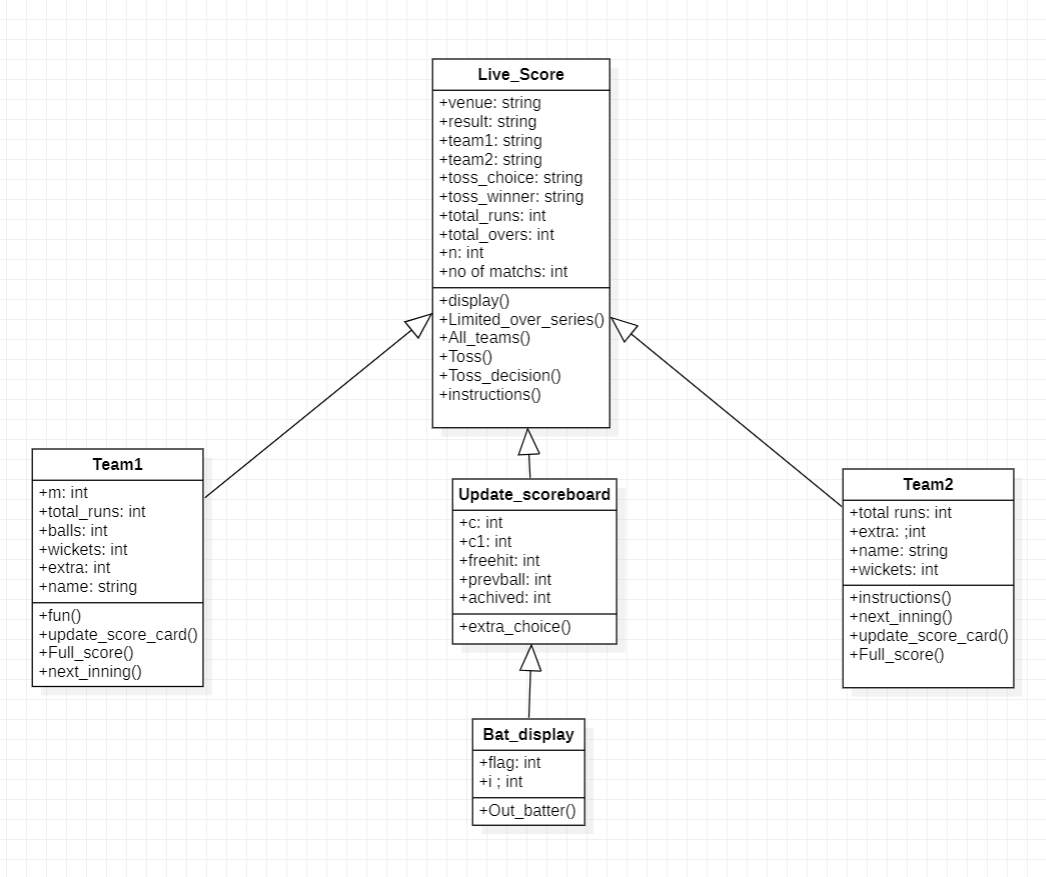 Live_Score
+venue: string
+result: string
+team1: string
+team2: string
+toss_choice: string
+toss_winner: string
+total_runs: int
+total_overs: int
+n: int
+no of matchs: int
+display()
+Limited_over_series()
+All_teams()
+Toss()
+Toss_decision()
+instructions()
Team1
+m: int
+total_runs: int
+balls: int
+wickets: int
+extra: int
+name: string
+fun()
+update_score_card()
+Full_score()
+next_inning()
Update_scoreboard
+c: int
+c1: int
+freehit: int
+prevball: int
+achived: int
+extra_choice()
Team2
+total runs: int
+extra: ;int
+name: string
+wickets: int
+instructions()
+next_inning()
+update_score_card()
+Full_score()
Bat_display
+flag: int
+i ; int
+Out_batter()